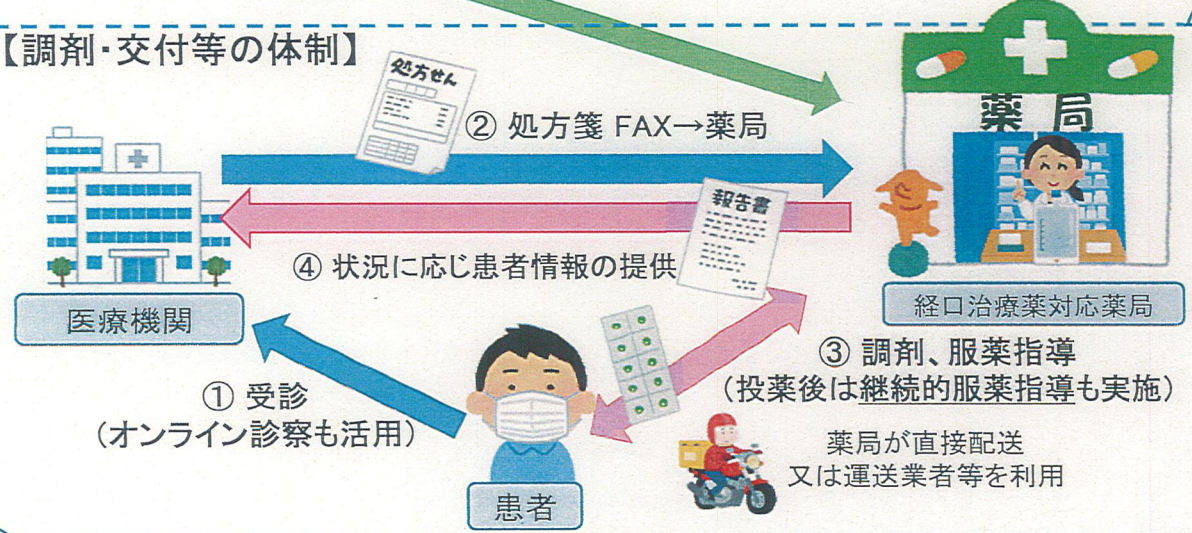 【調剤・交付等の体制】
処方せん
② 処方箋 FAX→薬局
薬局
報告書
④ 状況に応じ患者情報の提供
医療機関
経口治療薬対応薬局
① 受診
(オンライン診察も活用)
③ 調剤、服薬指導
(投薬後は継続的服薬指導も実施)
薬局が直接配送
又は運送業者等を利用
患者